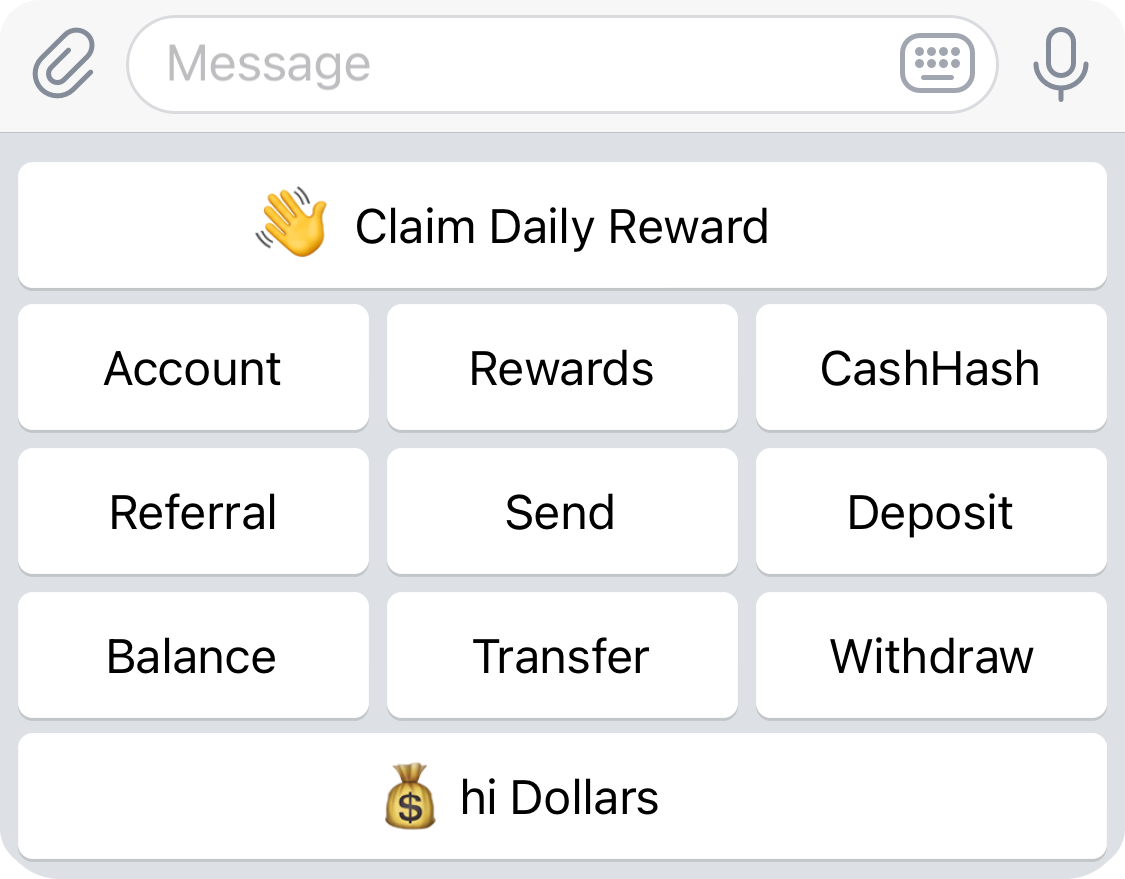 Message
👋 Claim Daily Reward
Account Rewards CashHash
Referral Send Deposit
Balance Transfer Withdraw
💰 hi Dollars